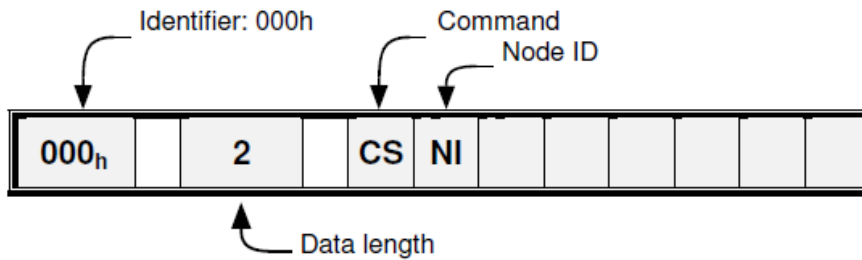 Identifier: 000h
Command
Node ID
000h 2 CS NI
Data length